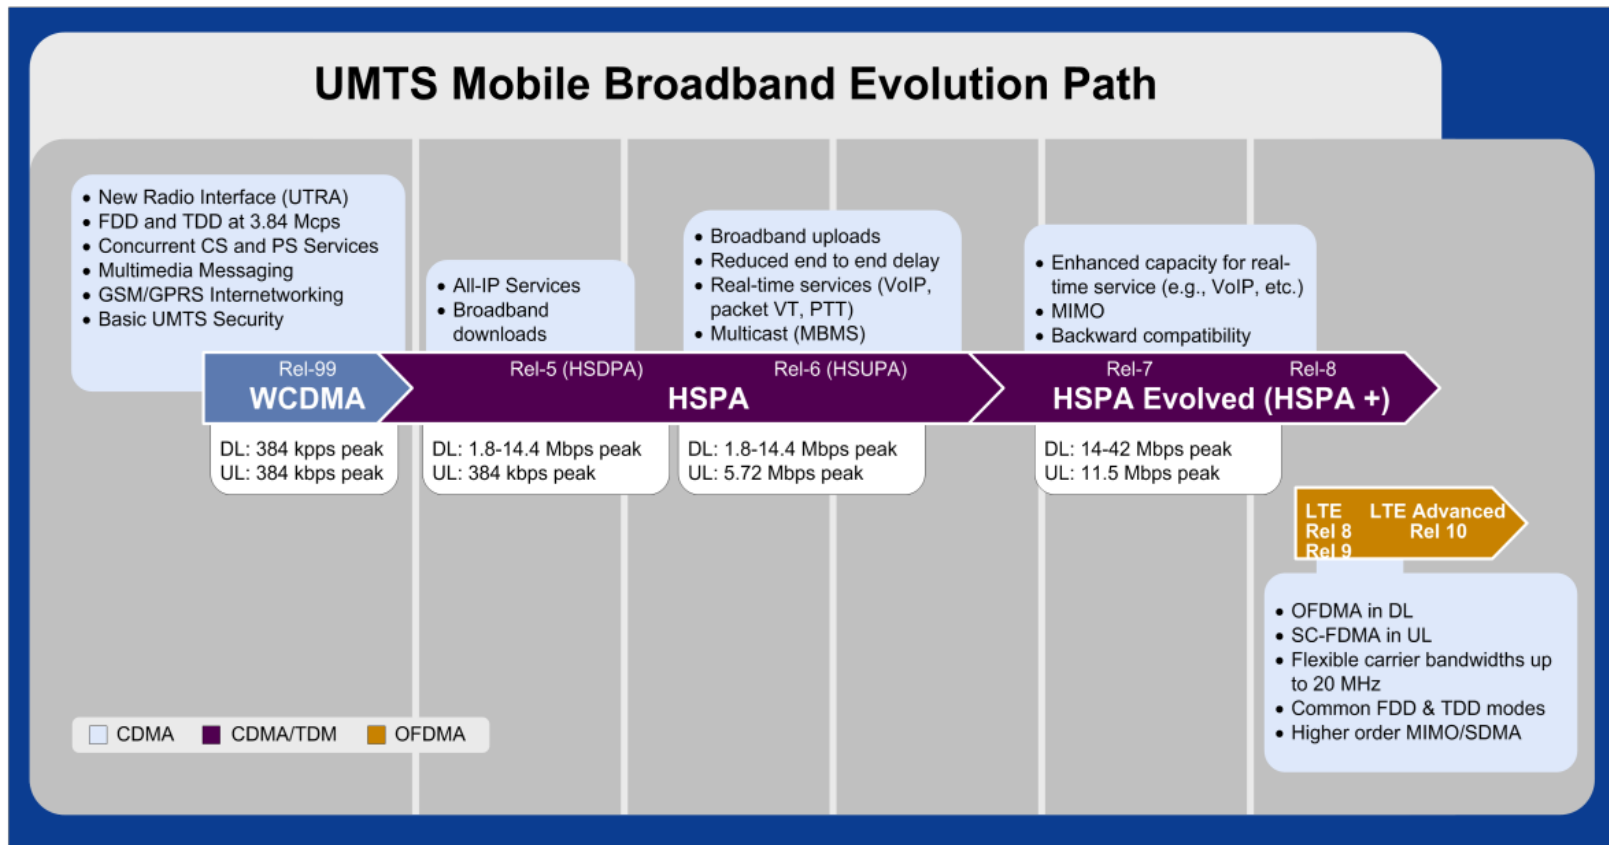 UMTS Mobile Broadband Evolution Path
• New Radio Interface (UTRA)
• FDD and TDD at 3.84 Mcps
• Concurrent CS and PS Services
• Multimedia Messaging
• GSM/GPRS Internetworking
• Basic UMTS Security
• All-IP Services
• Broadband
downloads
• Broadband uploads
• Reduced end to end delay
• Real-time services (VoIP,
packet VT, PTT)
• Multicast (MBMS)
• Enhanced capacity for real-
time service (e.g., VoIP, etc.)
• MIMO
• Backward compatibility
Rel-99
WCDMA
Rel-5 (HSDPA)
Rel-6 (HSUPA)
HSPA
Rel-7
Rel-8
HSPA Evolved (HSPA +)
DL: 384 kpps peak
UL: 384 kbps peak
DL: 1.8-14.4 Mbps peak
UL: 384 kbps peak
DL: 1.8-14.4 Mbps peak
UL: 5.72 Mbps peak
DL: 14-42 Mbps peak
UL: 11.5 Mbps peak
LTE
Rel 8
Rel 9
LTE Advanced
Rel 10
• OFDMA in DL
• SC-FDMA in UL
• Flexible carrier bandwidths up
to 20 MHz
• Common FDD & TDD modes
• Higher order MIMO/SDMA
CDMA
CDMA/TDM
OFDMA